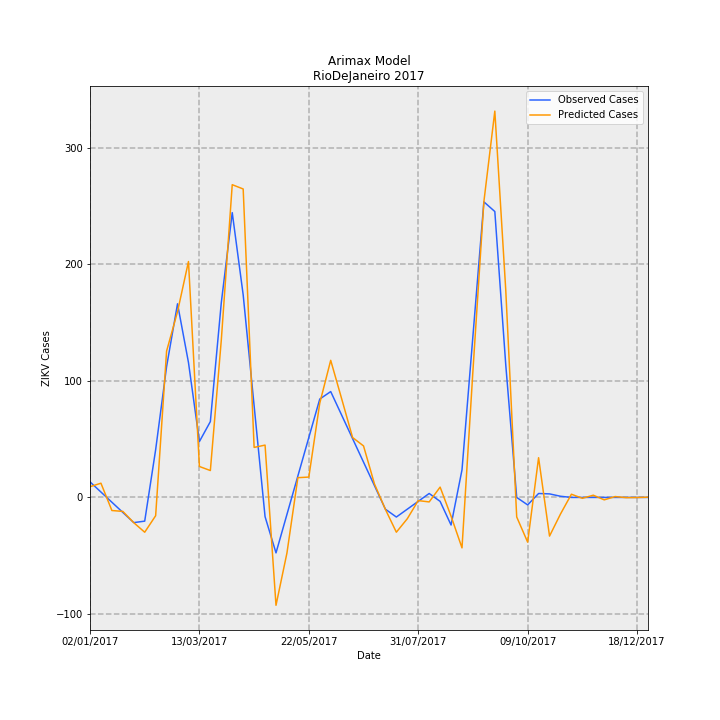 Arimax Model
RioDeJaneiro 2017
Observed Cases
Predicted Cases
300
200
100
0
−100
ZIKV Cases
02/01/2017 13/03/2017 22/05/2017 31/07/2017 09/10/2017 18/12/2017
Date